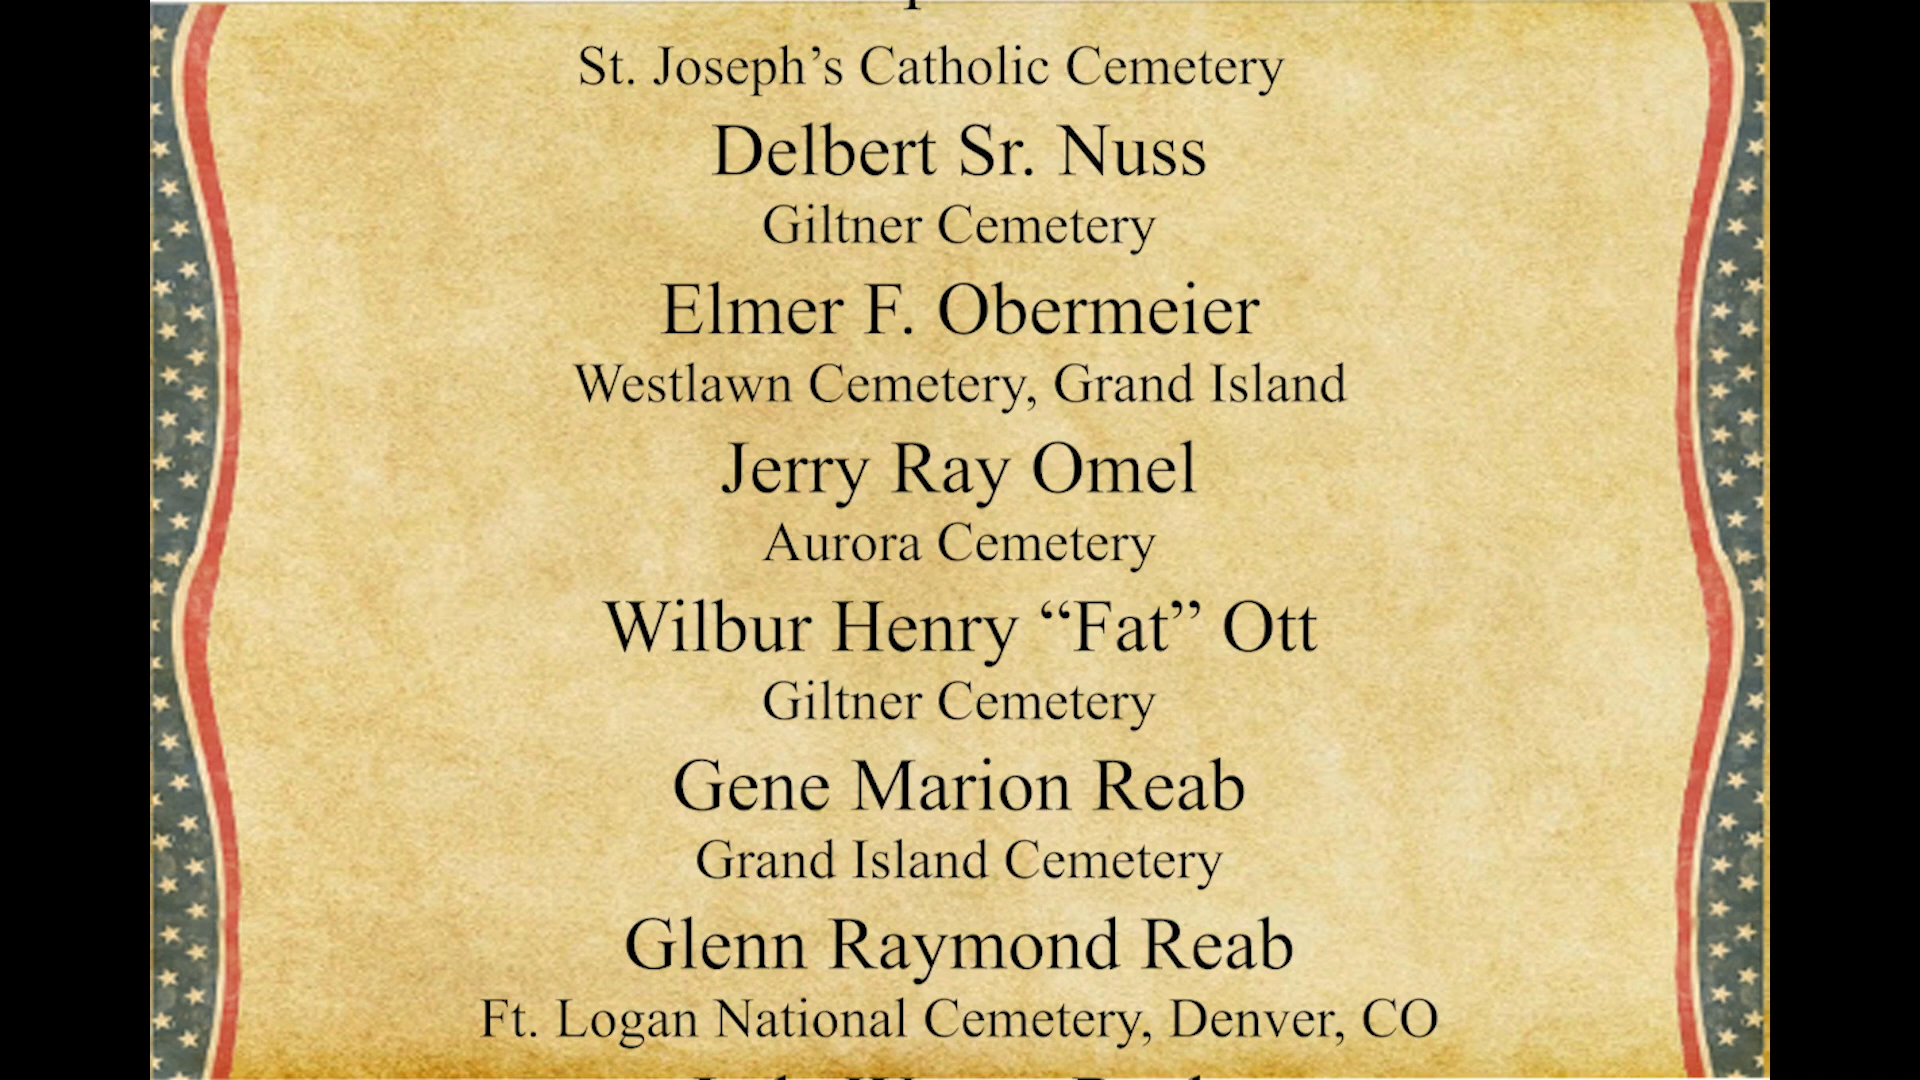 St. Joseph’s Catholic Cemetery
Delbert Sr. Nuss
Giltner Cemetery
Elmer F. Obermeier
Westlawn Cemetery, Grand Island
Jerry Ray Omel
Aurora Cemetery
Wilbur Henry “Fat” Ott
Giltner Cemetery
Gene Marion Reab
Grand Island Cemetery
Glenn Raymond Reab
Ft. Logan National Cemetery, Denver, CO